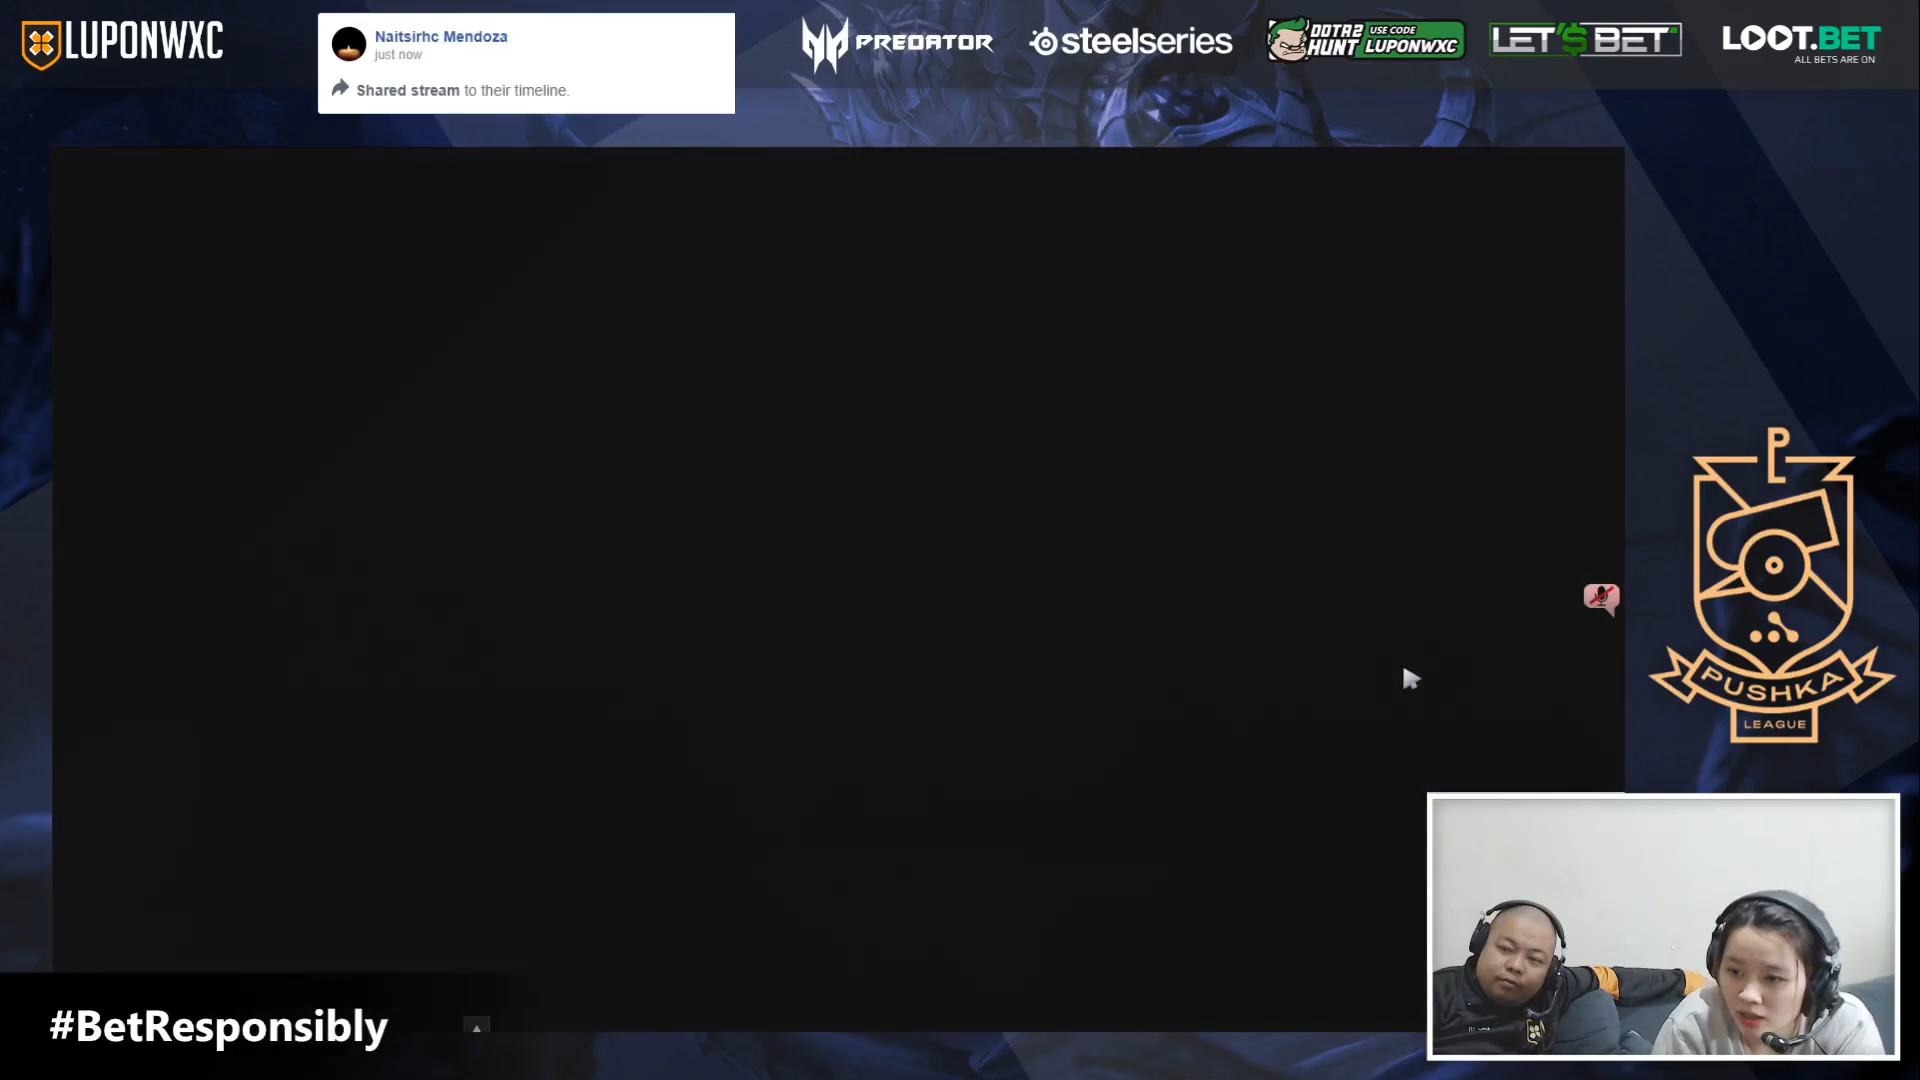 LUPONWXC
Naitsirhc Mendoza
just now
Shared stream to their timeline.
PREDATOR
steelseries
DOTA2 HUNT
USE CODE
LUPONWXC
LET'$ BET
LOOT.BET
ALL BETS ARE ON
PL
PUSHKA
LEAGUE
#BetResponsibly